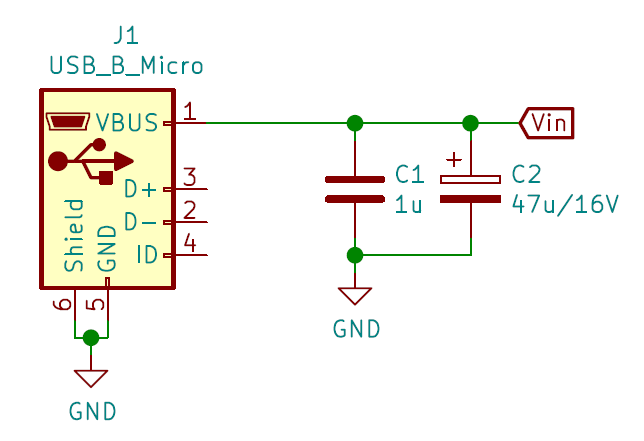 J1
USB_B_Micro
VBUS
1
Vin
D+
3
D-
2
ID
4
Shield
GND
6
5
GND
+
C1
1u
C2
47u/16V
GND